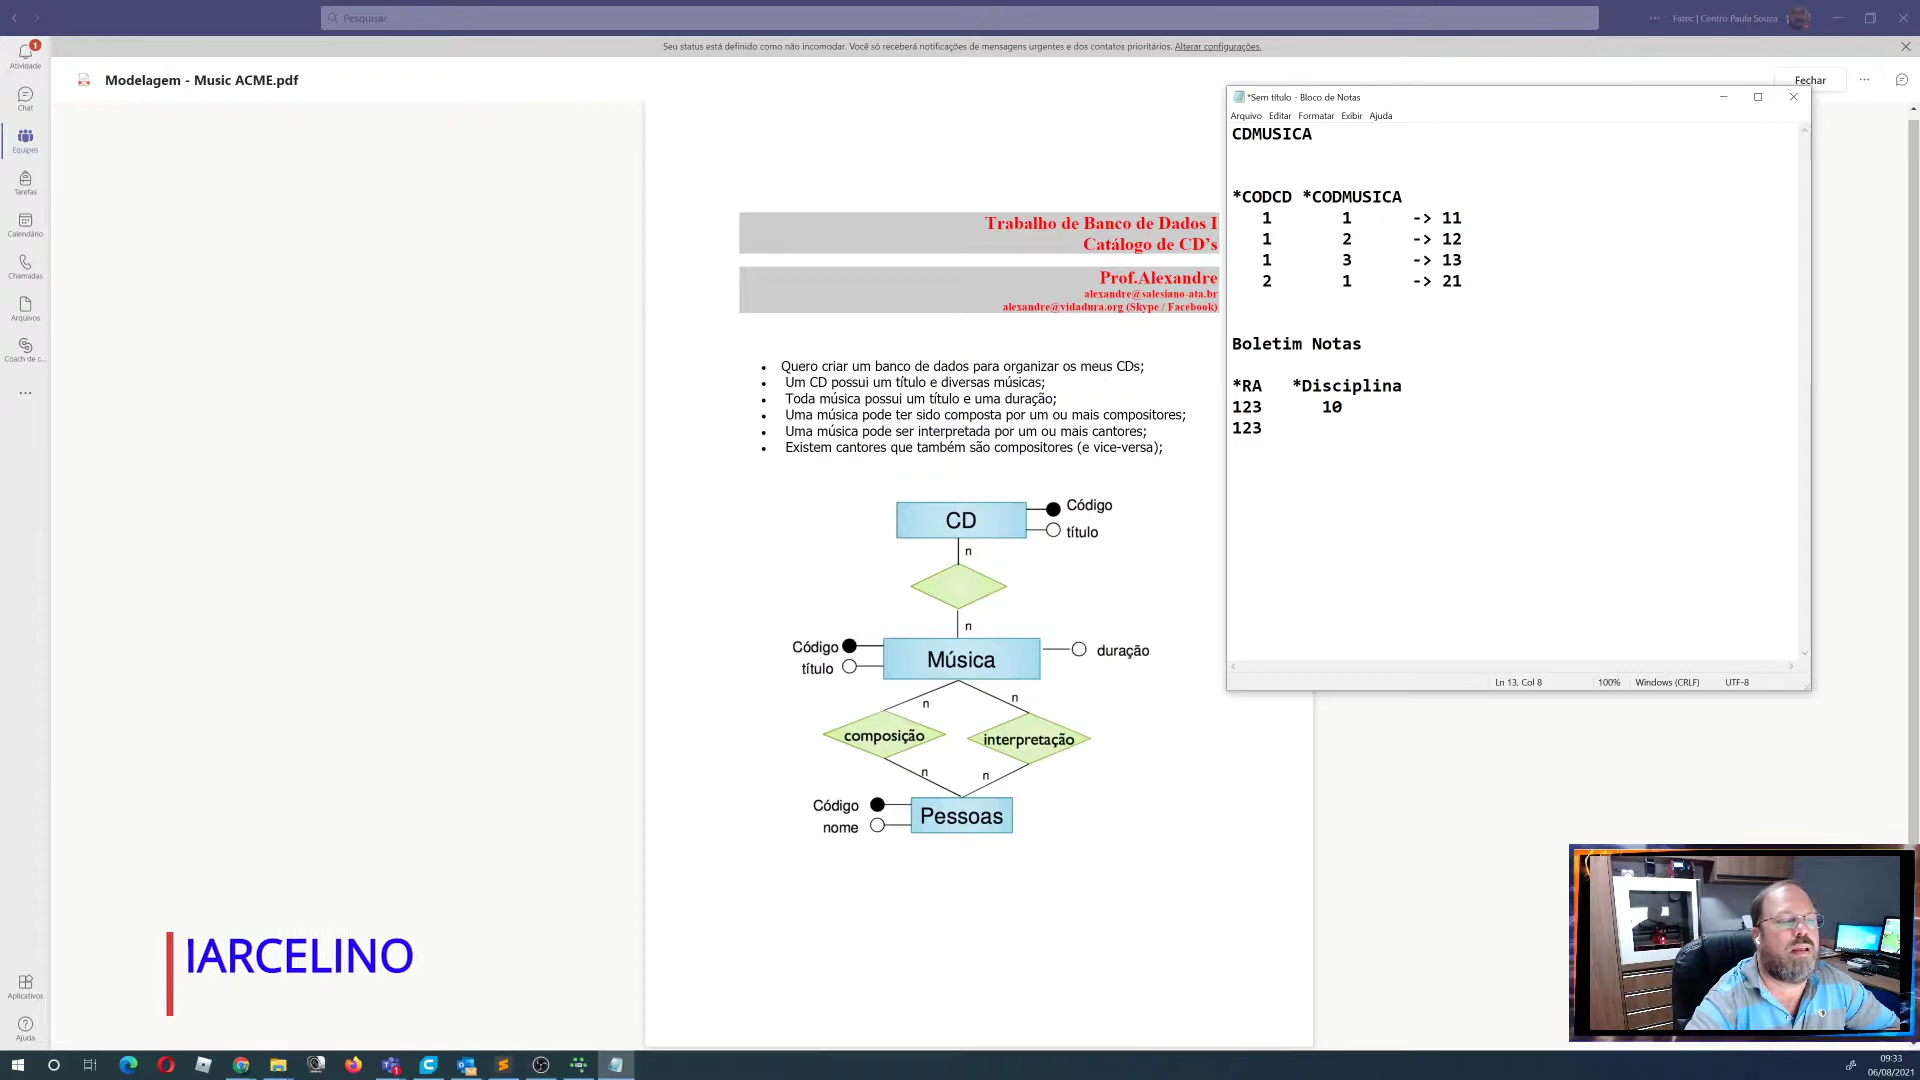 Pesquisar
Fatec | Centro Paula Souza
Seu status está definido como não incomodar. Você só receberá notificações de mensagens urgentes e dos contatos prioritários. Alterar configurações.
1
Atividade
Chat
Equipes
Tarefas
Calendário
Chamadas
Arquivos
Coach de c...
Aplicativos
Ajuda
Modelagem - Music ACME.pdf
Fechar
Trabalho de Banco de Dados I
Catálogo de CD's
Prof.Alexandre
alexandre@salesiano-ata.br
alexandre@vidadura.org (Skype / Facebook)
• Quero criar um banco de dados para organizar os meus CDs;
• Um CD possui um título e diversas músicas;
• Toda música possui um título e uma duração;
• Uma música pode ter sido composta por um ou mais compositores;
• Uma música pode ser interpretada por um ou mais cantores;
• Existem cantores que também são compositores (e vice-versa);
CD
Código
título
n
n
Código
título
Música
duração
n
n
composição
interpretação
n
n
Código
nome
Pessoas
*Sem título - Bloco de Notas
Arquivo Editar Formatar Exibir Ajuda
CDMUSICA
*CODCD *CODMUSICA
1 1 -> 11
1 2 -> 12
1 3 -> 13
2 1 -> 21
Boletim Notas
*RA *Disciplina
123 10
123
Ln 13, Col 8
100%
Windows (CRLF)
UTF-8
IARCELINO
09:33
06/08/2021